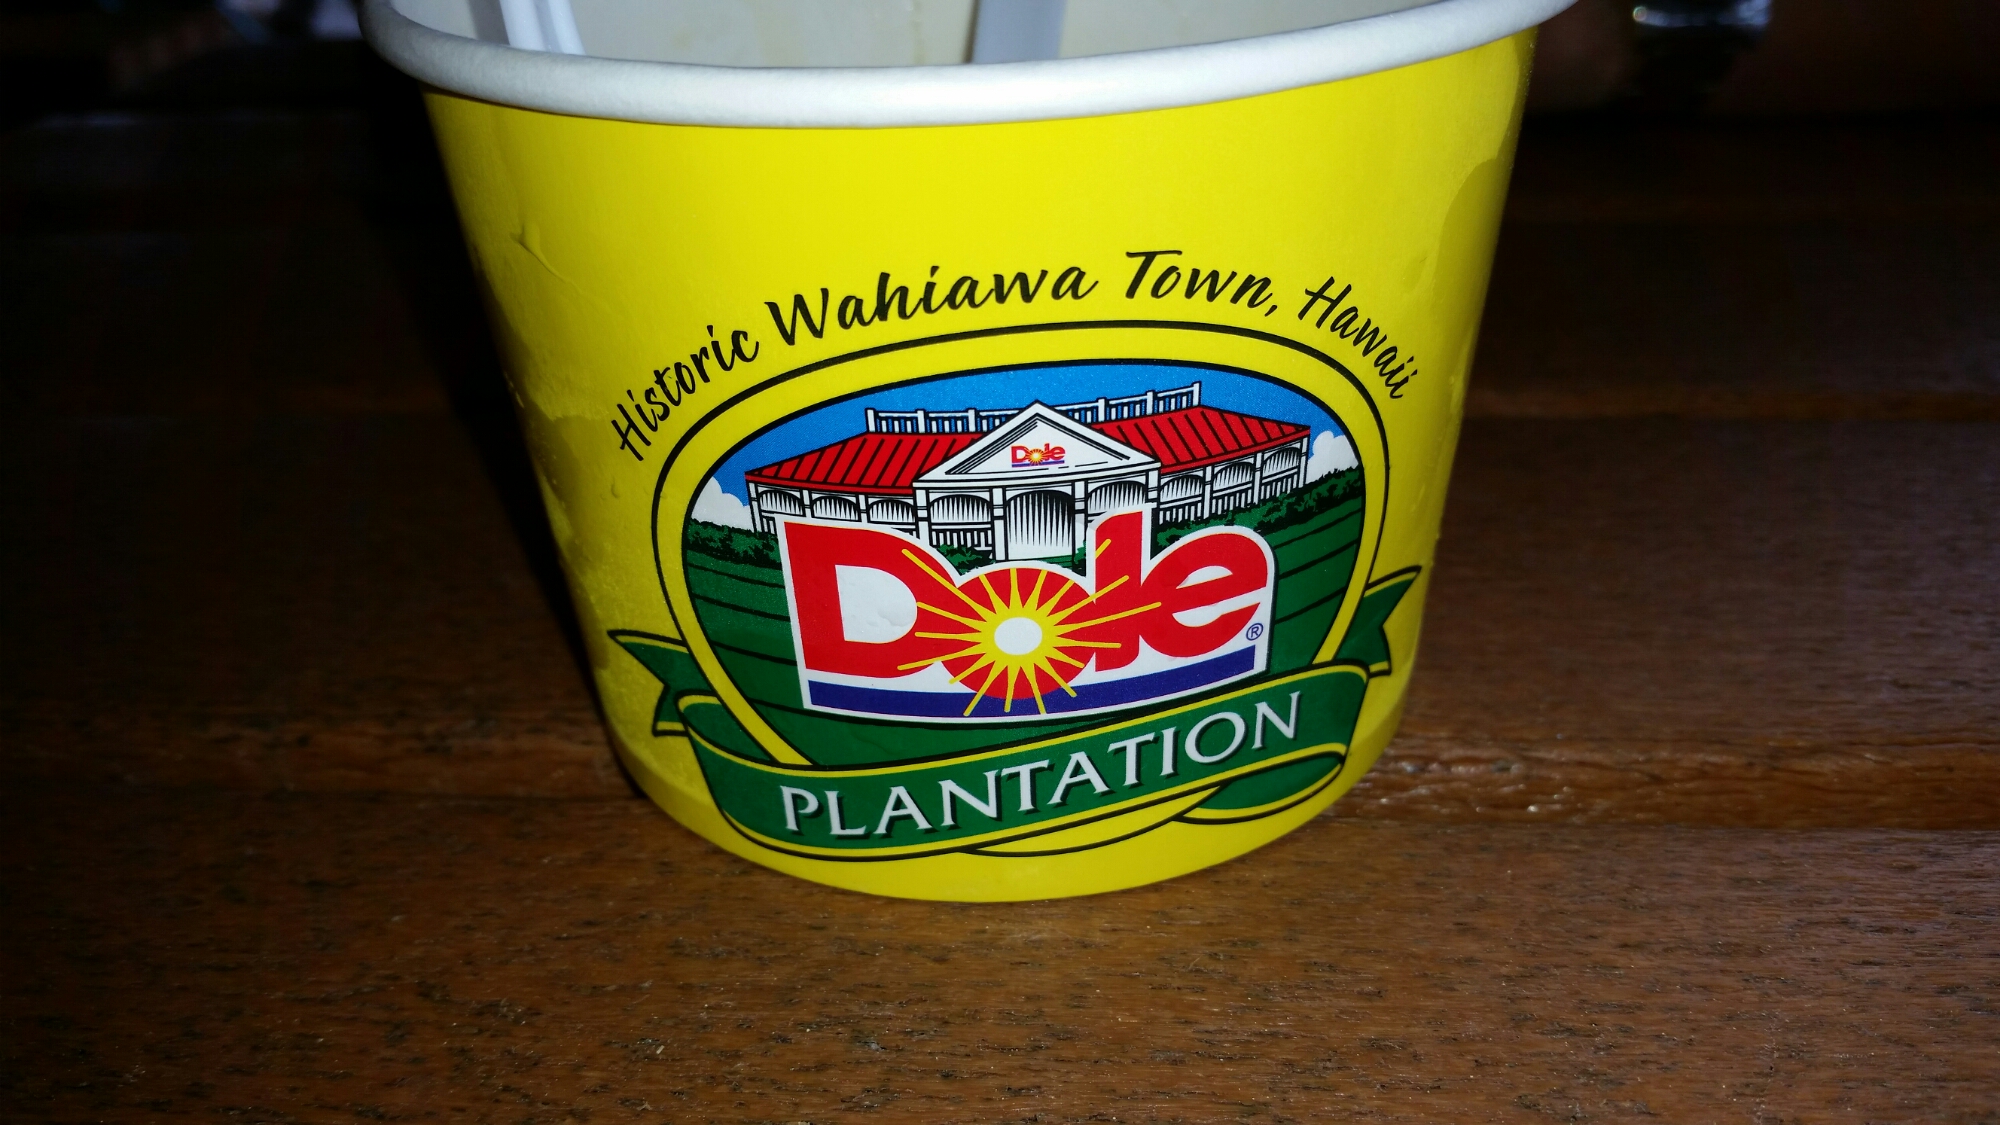 Historic Wahiawa Town, Hawaii
Dole
Dole®
PLANTATION